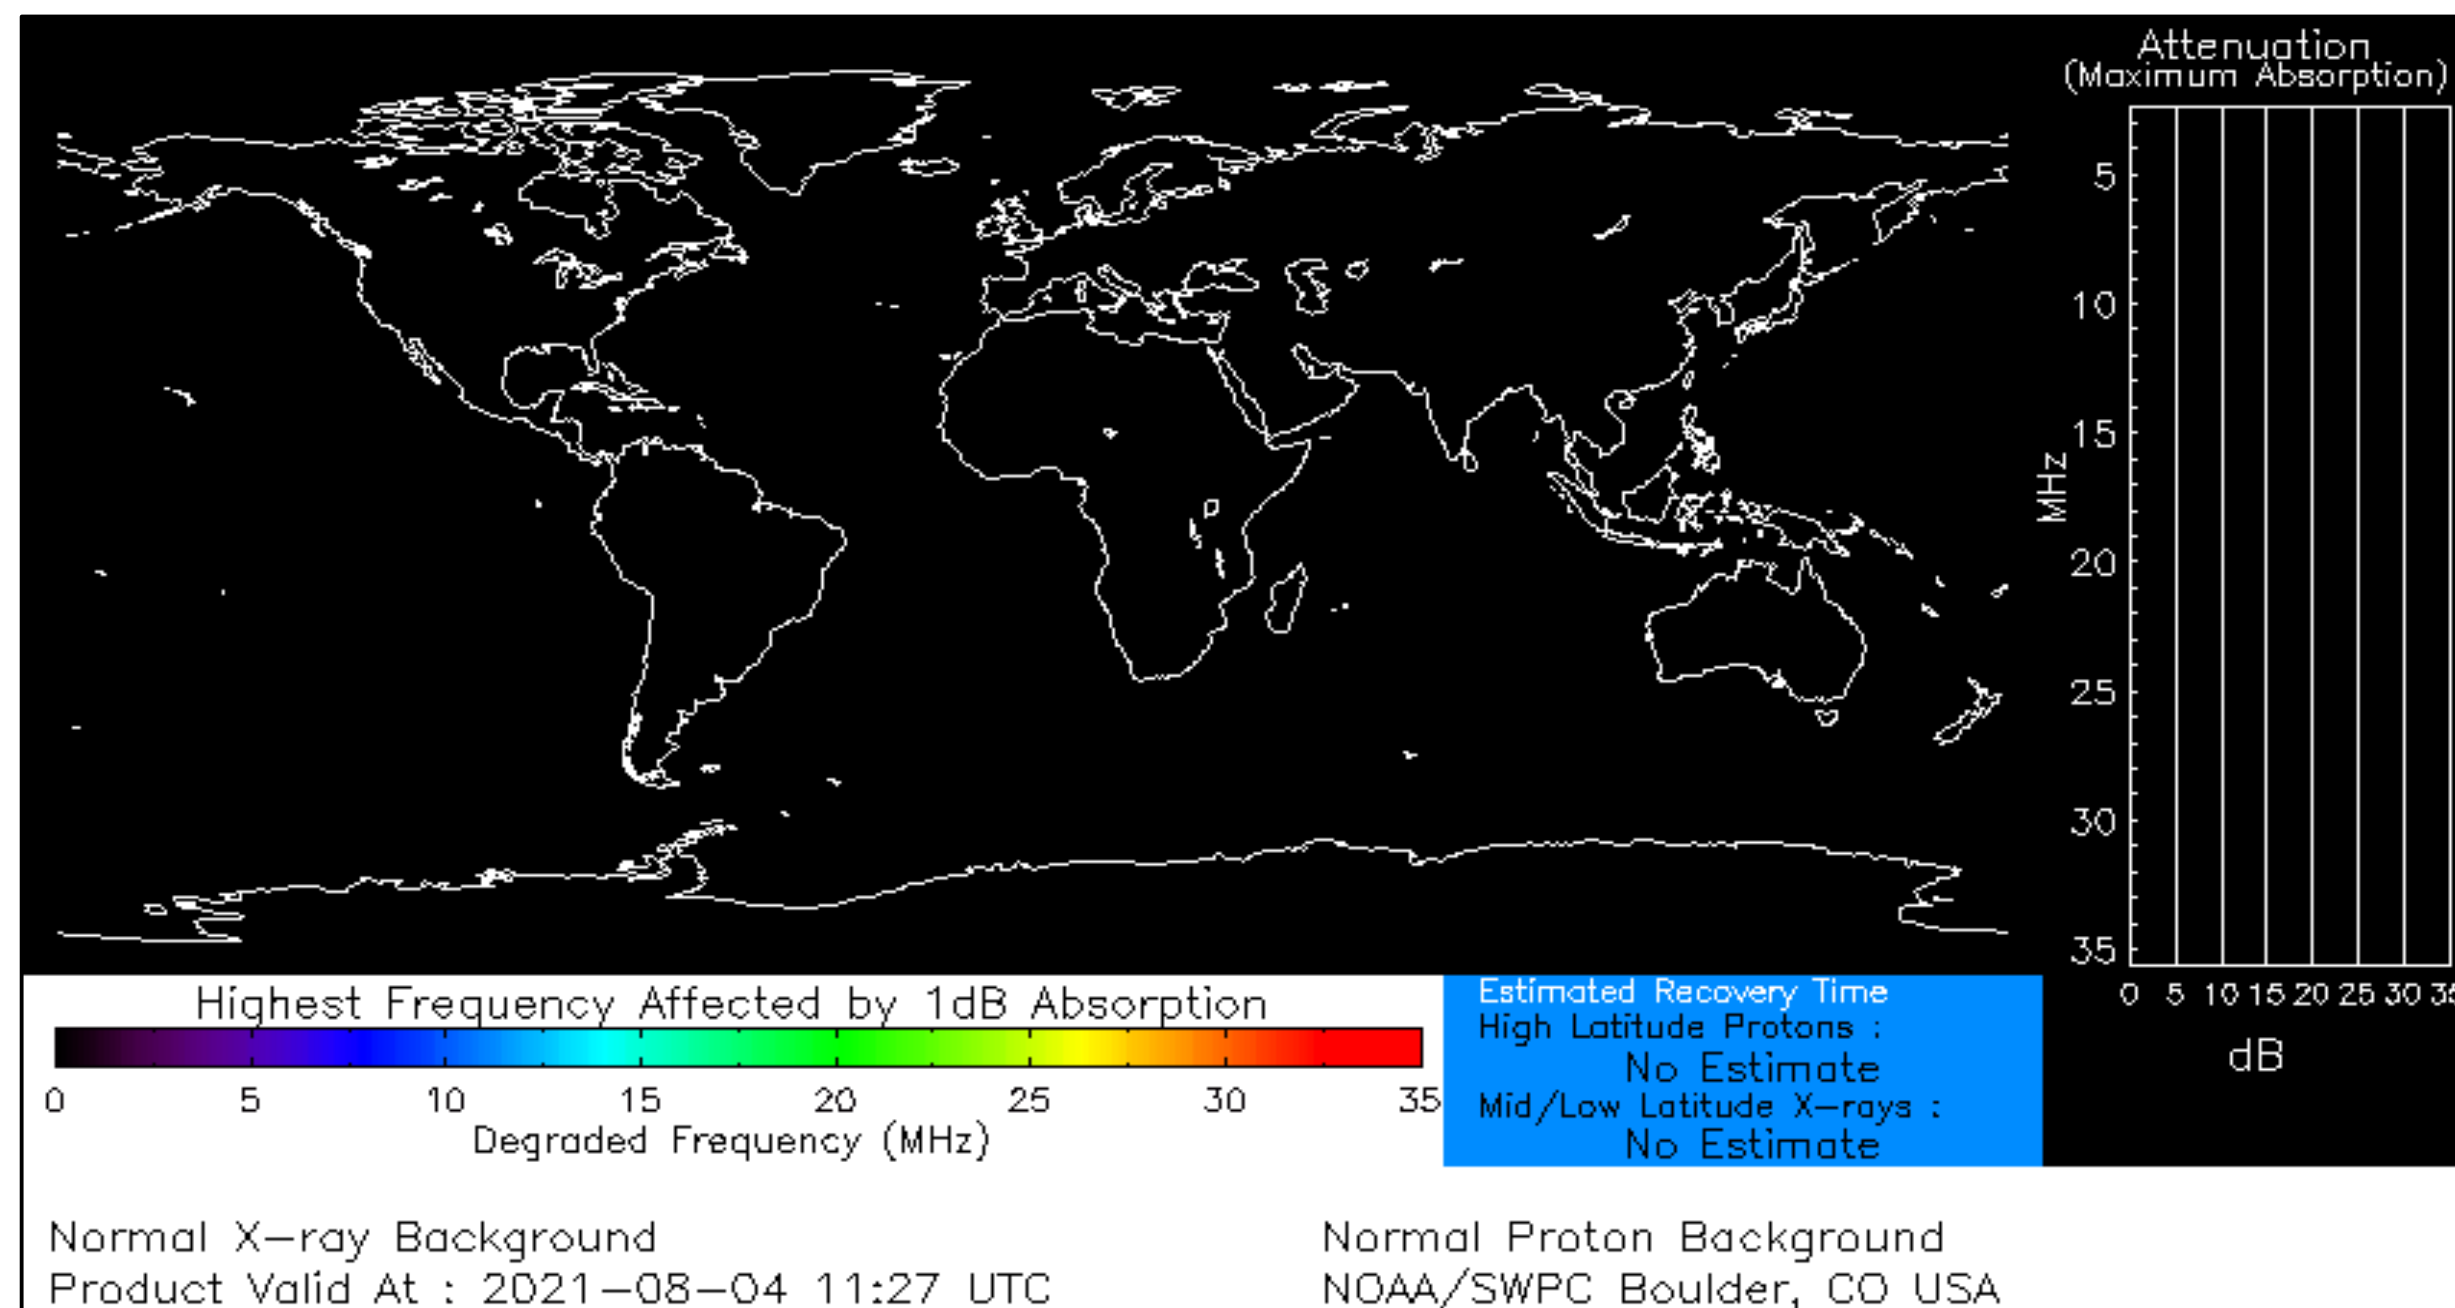 Attenuation
(Maximum Absorption)
5
10
15
20
25
30
35
MHz
0 5 10 15 20 25 30
dB
Highest Frequency Affected by 1dB Absorption
0 5 10 15 20 25 30 35
Degraded Frequency (MHz)
Estimated Recovery Time
High Latitude Protons :
No Estimate
Mid/Low Latitude X-rays :
No Estimate
Normal X-ray Background
Normal Proton Background
Product Valid At : 2021-08-04 11:27 UTC
NOAA/SWPC Boulder, CO USA